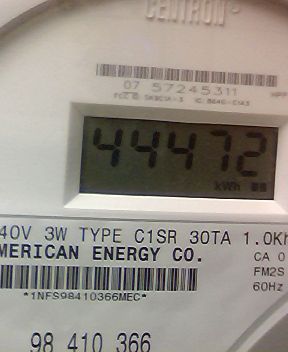 CENTRON
07 57245311
44472
kWh
40V 3W TYPE C1SR 30TA 1.0Kh
MERICAN ENERGY CO.
CA 0
FM2S
*1NFS98410366MEC*
60Hz
98 410 366